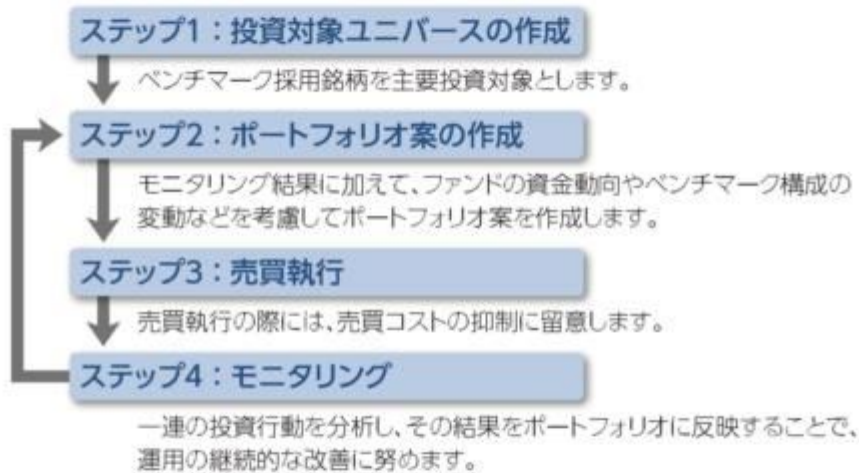 ステップ1：投資対象ユニバースの作成
ベンチマーク採用銘柄を主要投資対象とします。
ステップ2：ポートフォリオ案の作成
モニタリング結果に加えて、ファンドの資金動向やベンチマーク構成の
変動などを考慮してポートフォリオ案を作成します。
ステップ3：売買執行
売買執行の際には、売買コストの抑制に留意します。
ステップ4：モニタリング
一連の投資行動を分析し、その結果をポートフォリオに反映することで、
運用の継続的な改善に努めます。